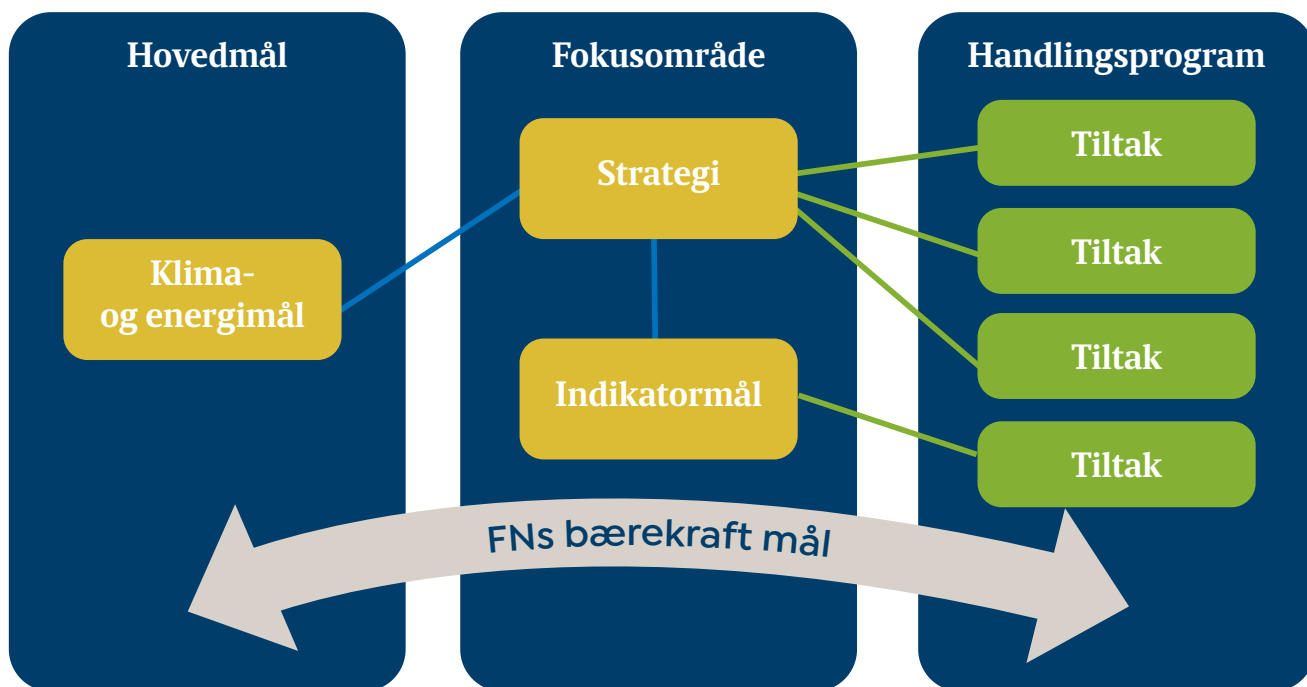 Hovedmål
Klima-
og energimål
Fokusområde
Strategi
Indikatormål
Handlingsprogram
Tiltak
Tiltak
Tiltak
Tiltak
FNs bærekraft mål